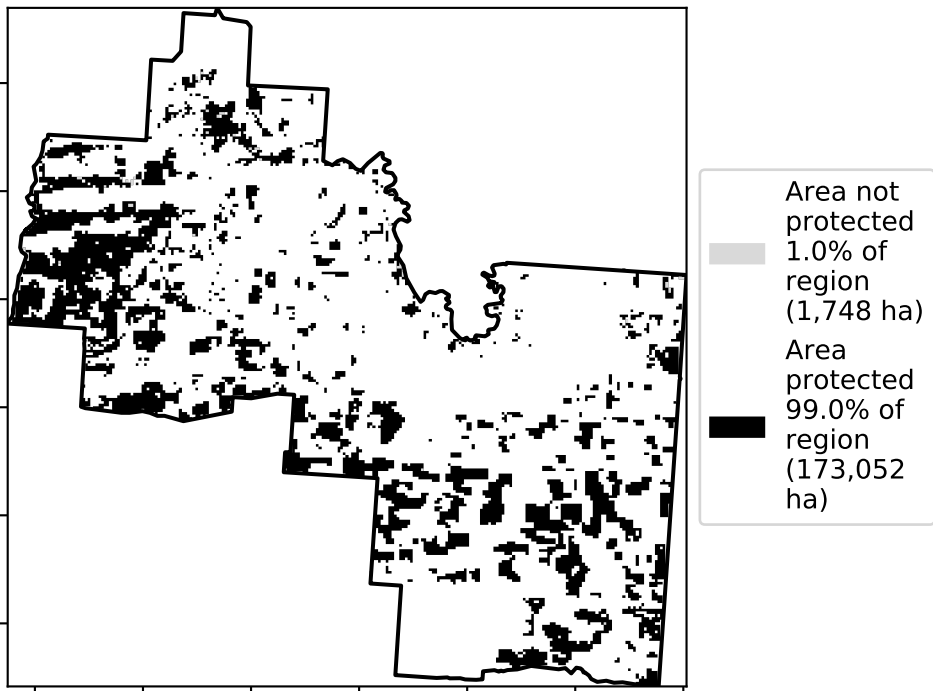 Area not
protected
1.0% of
region
(1,748 ha)
Area
protected
99.0% of
region
(173,052
ha)